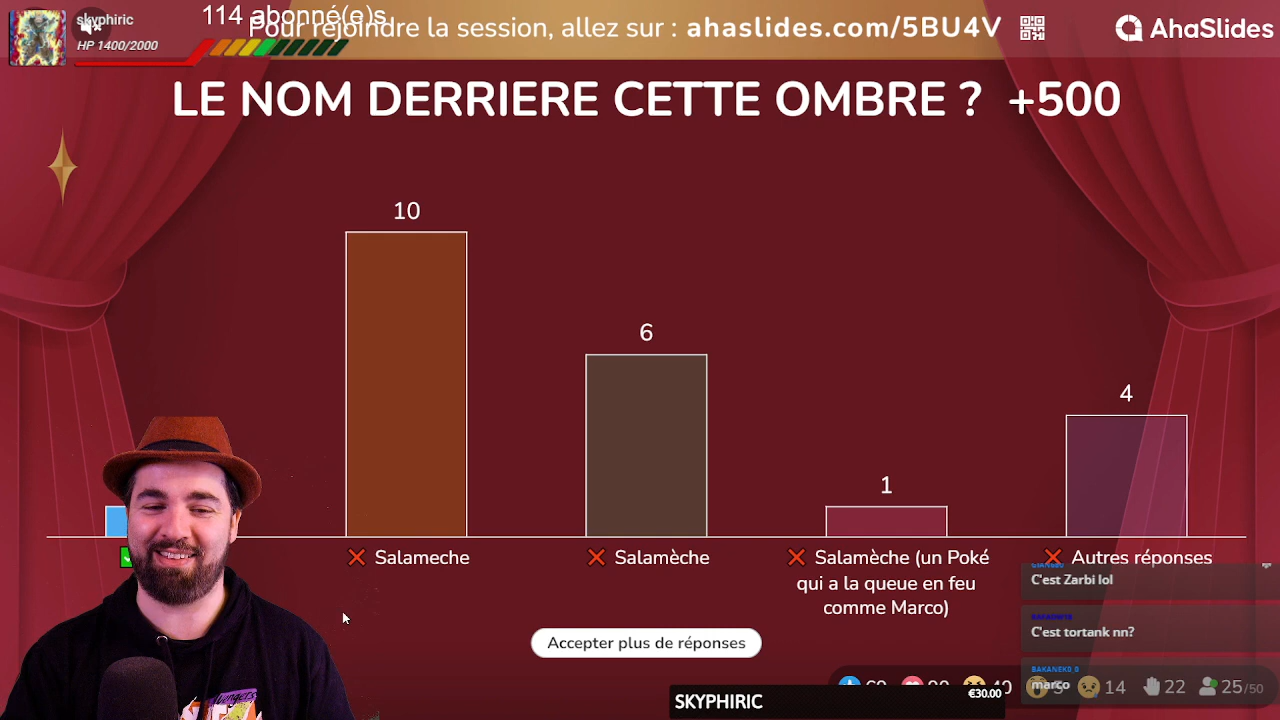 skyphiric
114 abonné(e)s
HP 1400/2000
Pour rejoindre la session, allez sur : ahaslides.com/5BU4V
AhaSlides
LE NOM DERRIERE CETTE OMBRE ? +500
10
6
1
4
Salameche
Salamèche
Salamèche (un Poké
qui a la queue en feu
comme Marco)
Autres réponses
C'est Zarbi lol
C'est tortank nn?
BAKANEKO_0
marco
Accepter plus de réponses
14
22
25/50
SKYPHIRIC
€30.00